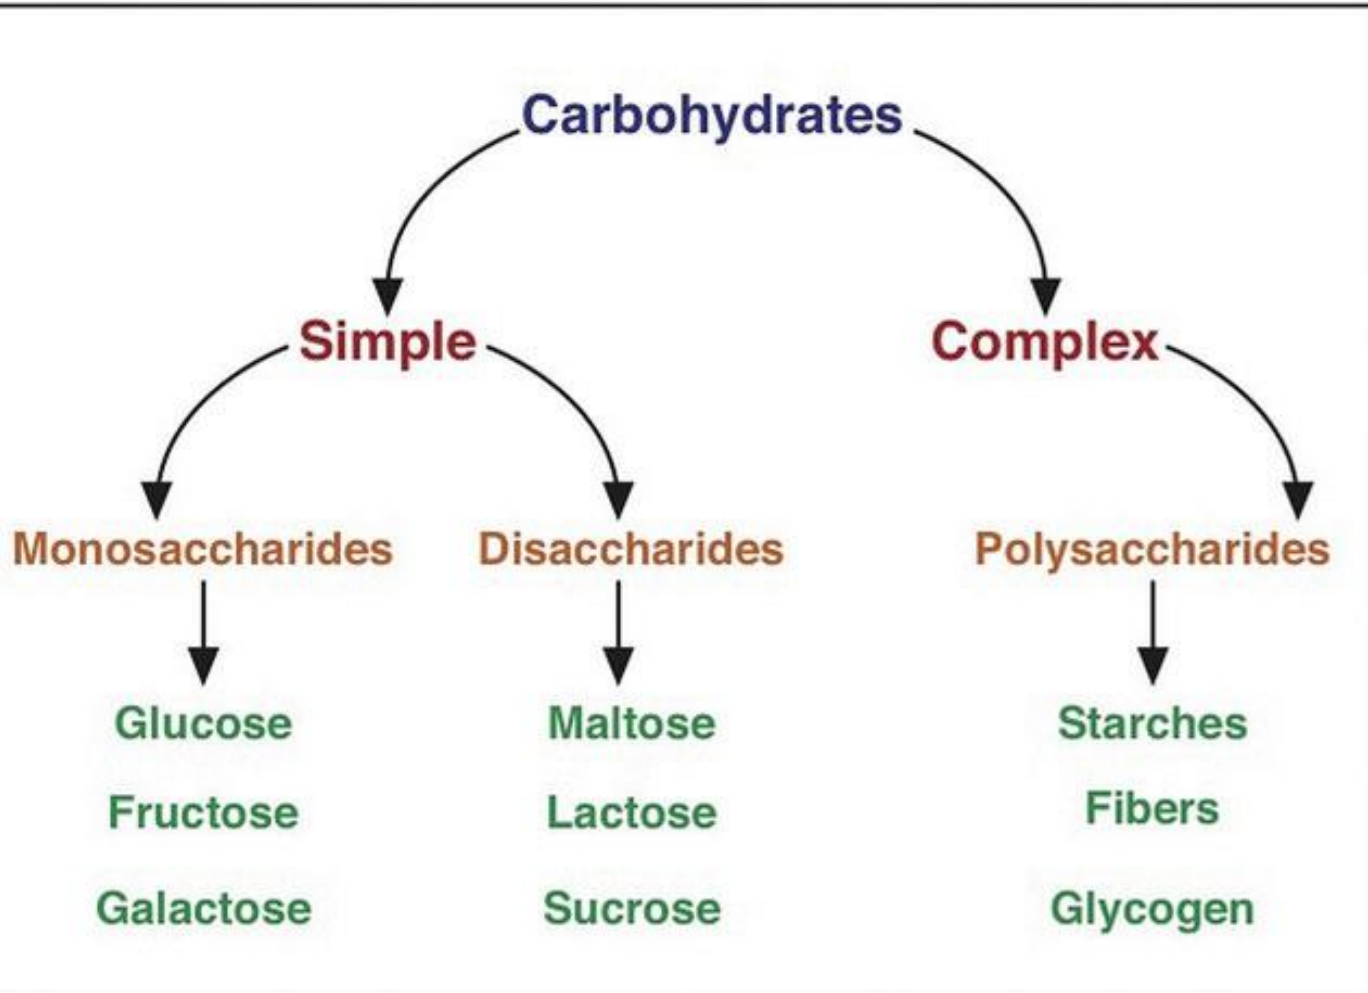 Carbohydrates
Simple
Complex
Monosaccharides
Disaccharides
Polysaccharides
Glucose
Maltose
Starches
Fructose
Lactose
Fibers
Galactose
Sucrose
Glycogen